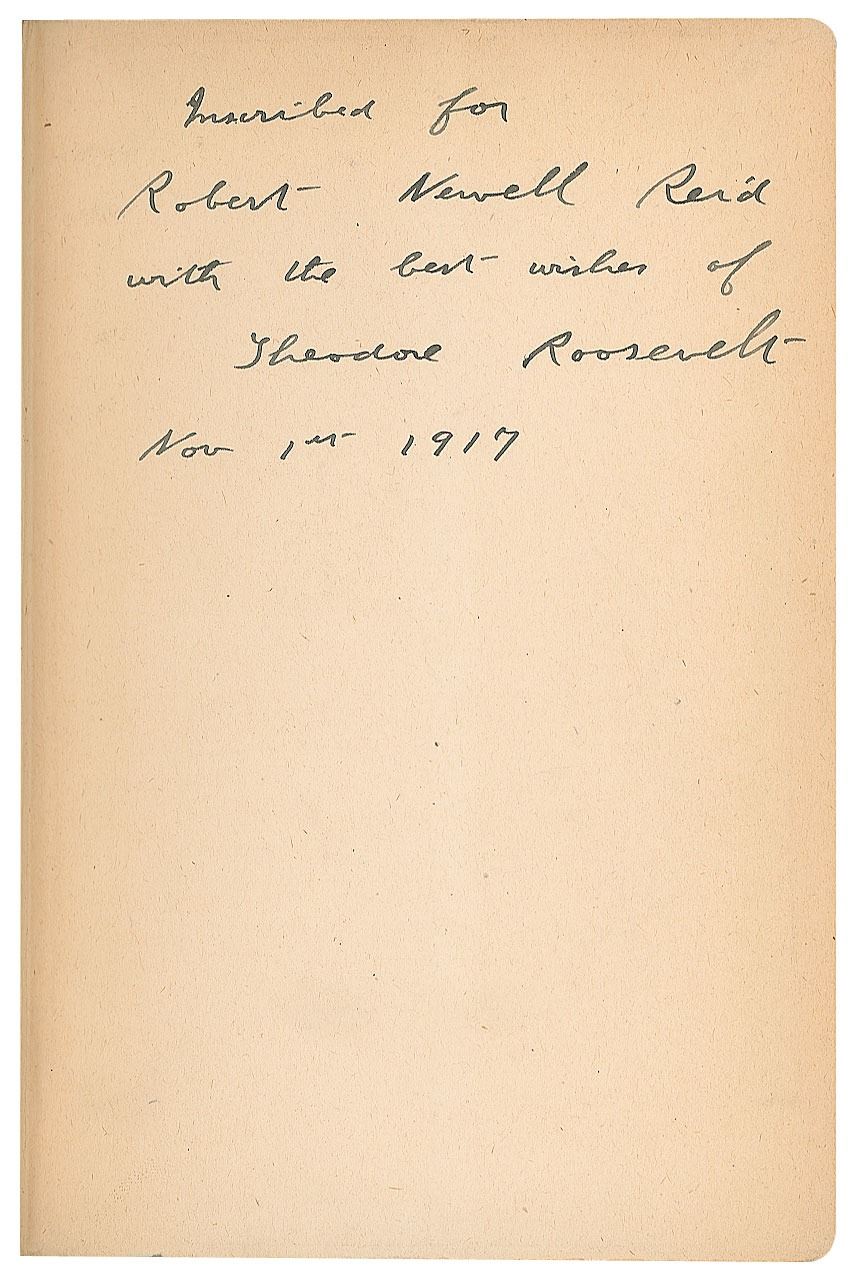 Inscribed for
Robert Newell Reid
with the best wishes of
Theodore Roosevelt
Nov 1st 1917